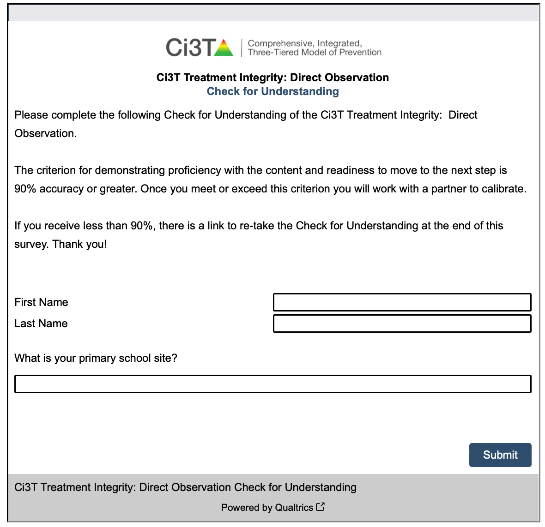 Ci3T
Comprehensive, Integrated,
Three-Tiered Model of Prevention
Ci3T Treatment Integrity: Direct Observation
Check for Understanding
Please complete the following Check for Understanding of the Ci3T Treatment Integrity: Direct
Observation.
The criterion for demonstrating proficiency with the content and readiness to move to the next step is
90% accuracy or greater. Once you meet or exceed this criterion you will work with a partner to calibrate.
If you receive less than 90%, there is a link to re-take the Check for Understanding at the end of this
survey. Thank you!
First Name
Last Name
What is your primary school site?
Submit
Ci3T Treatment Integrity: Direct Observation Check for Understanding
Powered by Qualtrics